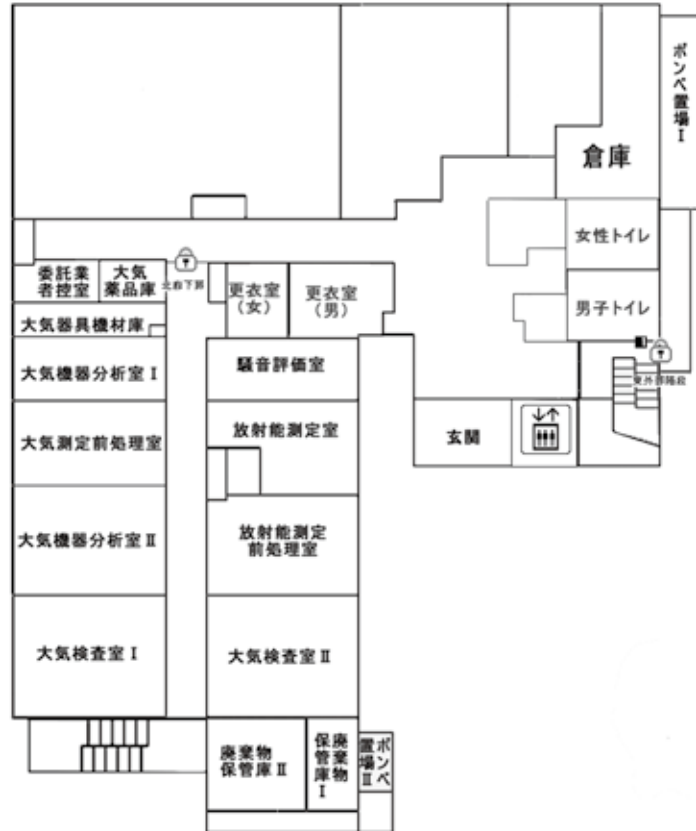 ボンベ置場Ⅰ
倉庫
女性トイレ
男子トイレ
東外部階段
玄関
委託業
者控室
大気
薬品庫
更衣室
(女)
更衣室
(男)
大気器具機材庫
大気機器分析室Ⅰ
騒音評価室
大気測定前処理室
放射能測定室
大気機器分析室Ⅱ
放射能測定
前処理室
大気検査室Ⅰ
大気検査室Ⅱ
廃棄物
保管庫Ⅱ
廃棄物
保管庫Ⅰ
ボンベ
置場Ⅱ